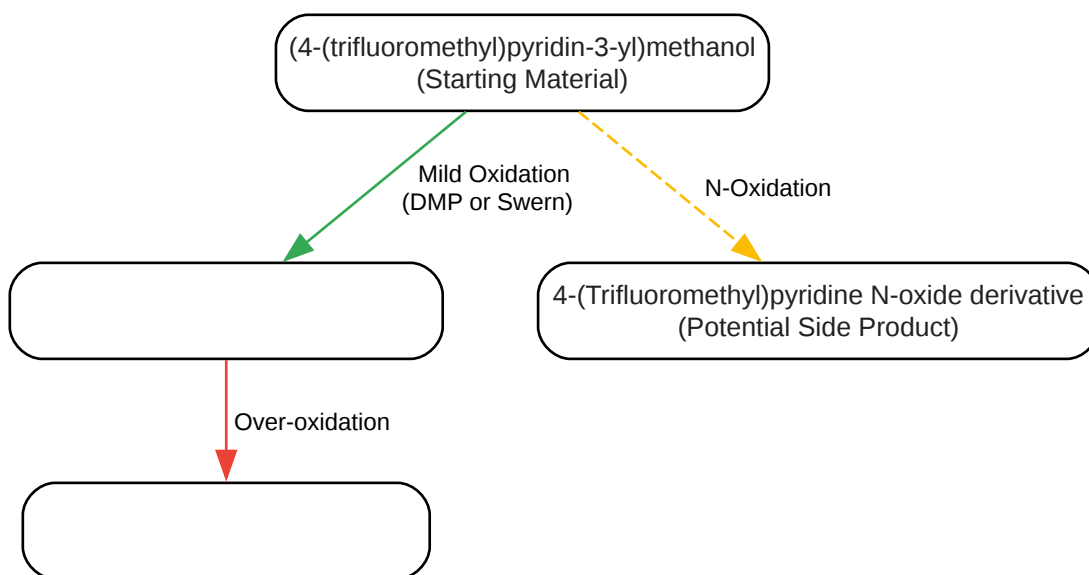 (4-(trifluoromethyl)pyridin-3-yl)methanol
(Starting Material)
Mild Oxidation
(DMP or Swern)
N-Oxidation
4-(Trifluoromethyl)pyridine N-oxide derivative
(Potential Side Product)
Over-oxidation